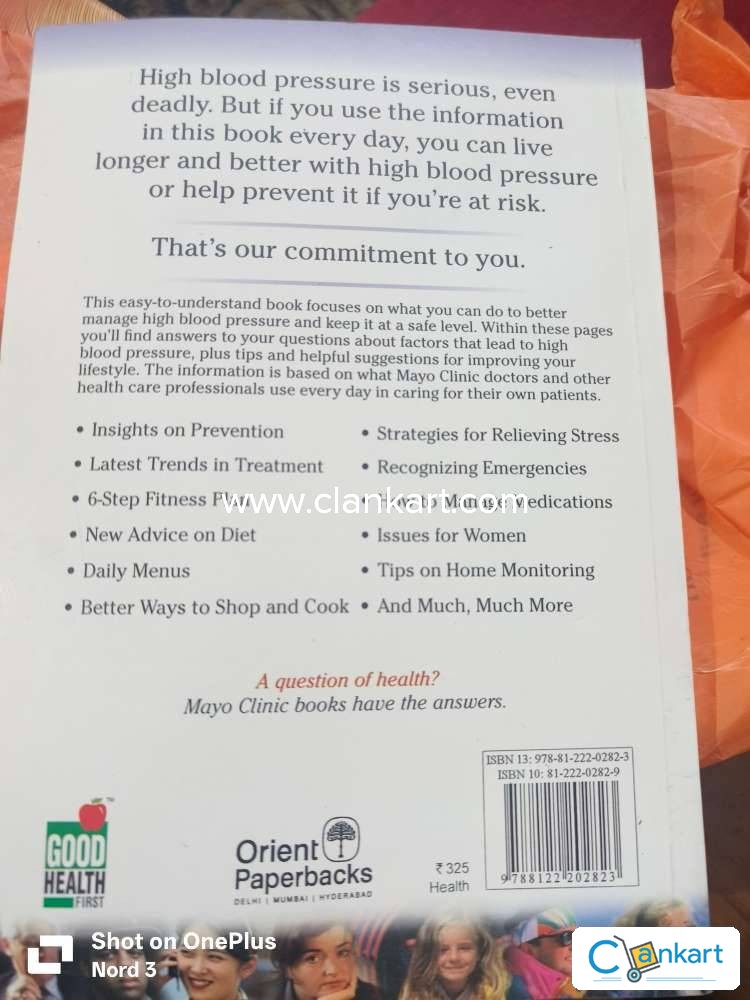 High blood pressure is serious, even
deadly. But if you use the information
in this book every day, you can live
longer and better with high blood pressure
or help prevent it if you're at risk.
That's our commitment to you.
This easy-to-understand book focuses on what you can do to better
manage high blood pressure and keep it at a safe level. Within these pages
you'll find answers to your questions about factors that lead to high
blood pressure, plus tips and helpful suggestions for improving your
lifestyle. The information is based on what Mayo Clinic doctors and other
health care professionals use every day in caring for their own patients.
• Insights on Prevention
• Latest Trends in Treatment
• 6-Step Fitness Plan
• New Advice on Diet
• Daily Menus
• Better Ways to Shop and Cook
• Strategies for Relieving Stress
• Recognizing Emergencies
• How to Manage Medications
• Issues for Women
• Tips on Home Monitoring
• And Much, Much More
www.clankart.com
A question of health?
Mayo Clinic books have the answers.
ISBN 13: 978-81-222-0282-3
ISBN 10: 81-222-0282-9
9788122202823
GOOD
HEALTH
FIRST
™
Orient
Paperbacks
DELHI | MUMBAI | HYDERABAD
₹325
Health
Shot on OnePlus
Nord 3
Clankart